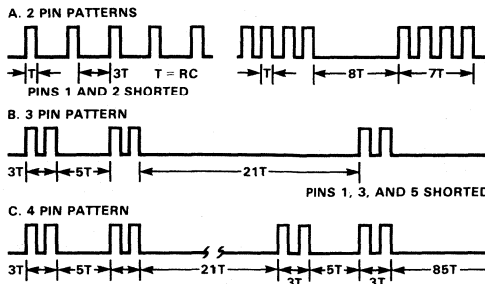 A. 2 PIN PATTERNS
T 3T T = RC T 8T 7T
PINS 1 AND 2 SHORTED
B. 3 PIN PATTERN
3T 5T 21T
PINS 1, 3, AND 5 SHORTED
C. 4 PIN PATTERN
3T 5T 21T 5T 85T
3T 3T